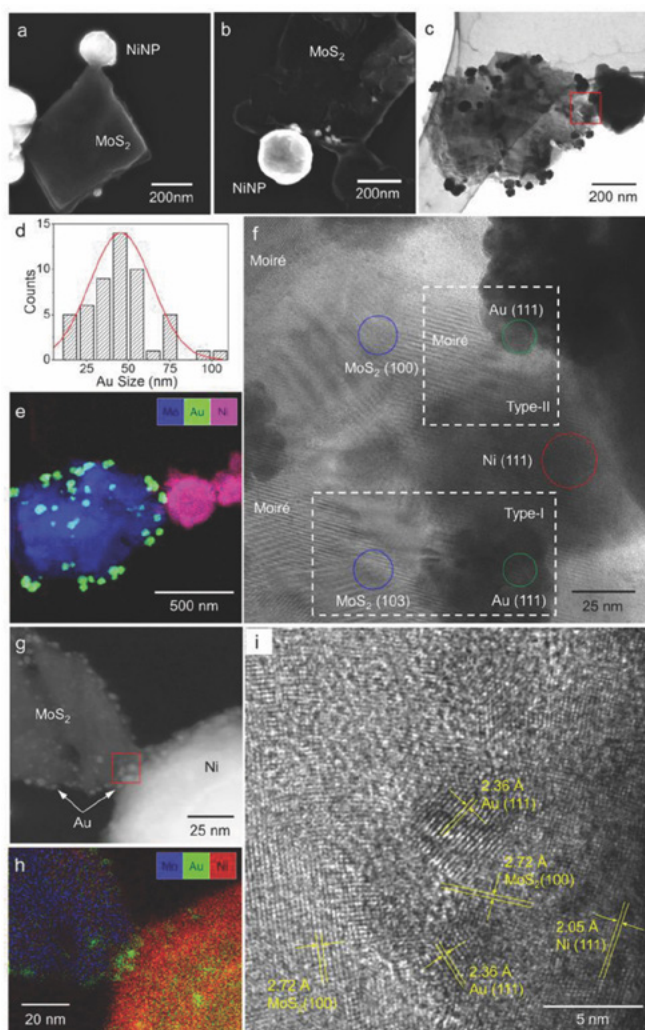 a
NiNP
MoS2
200nm
b
MoS2
NiNP
200nm
c
200 nm
d
15
10
5
0
Counts
25
50
75
100
Au Size (nm)
e
Mo Au Ni
500 nm
f
Moiré
Au (111)
Moiré
MoS2 (100)
Type-II
Ni (111)
Moiré
Type-I
MoS2 (103)
Au (111)
25 nm
g
MoS2
Ni
Au
25 nm
h
Mo Au Ni
20 nm
i
2.36 Å
Au (111)
2.72 Å
MoS2(100)
2.05 Å
Ni (111)
2.36 Å
Au (111)
2.72 Å
MoS2(100)
5 nm